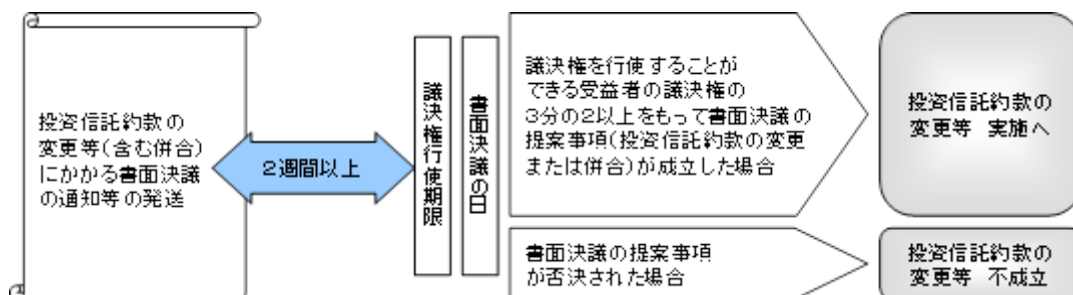 投資信託約款の
変更等(含む併合)
にかかる書面決議
の通知等の発送
2週間以上
議決権行使期限
書面決議の日
議決権を行使することが
できる受益者の議決権の
3分の2以上をもって書面決議の
提案事項(投資信託約款の変更
または併合)が成立した場合
投資信託約款の
変更等 実施へ
書面決議の提案事項
が否決された場合
投資信託約款の
変更等 不成立